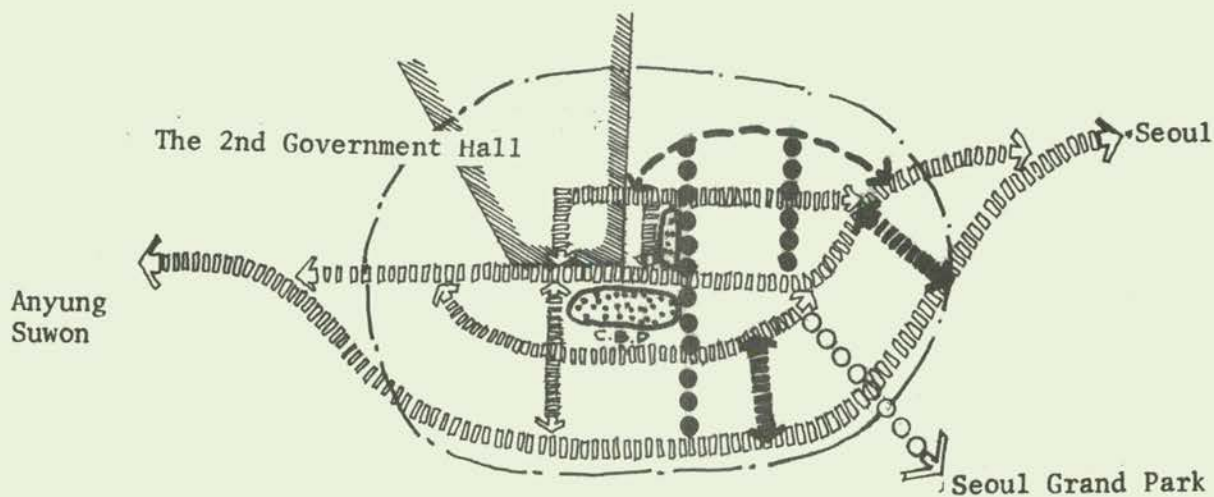 The 2nd Government Hall
Seoul
Anyung
Suwon
C.B.D
Seoul Grand Park